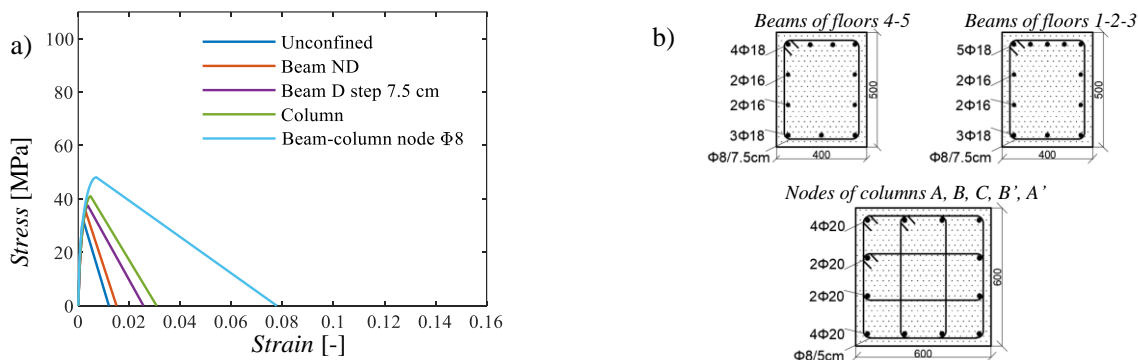 a)
Stress [MPa]
100
80
60
40
20
0
0
0.02
0.04
0.06
0.08
0.1
0.12
0.14
0.16
Strain [-]
Unconfined
Beam ND
Beam D step 7.5 cm
Column
Beam-column node Φ8
b)
Beams of floors 4-5
4Φ18
2Φ16
2Φ16
3Φ18
Φ8/7.5cm
400
500
Beams of floors 1-2-3
5Φ18
2Φ16
2Φ16
3Φ18
Φ8/7.5cm
400
500
Nodes of columns A, B, C, B', A'
4Φ20
2Φ20
2Φ20
4Φ20
Φ8/5cm
600
600